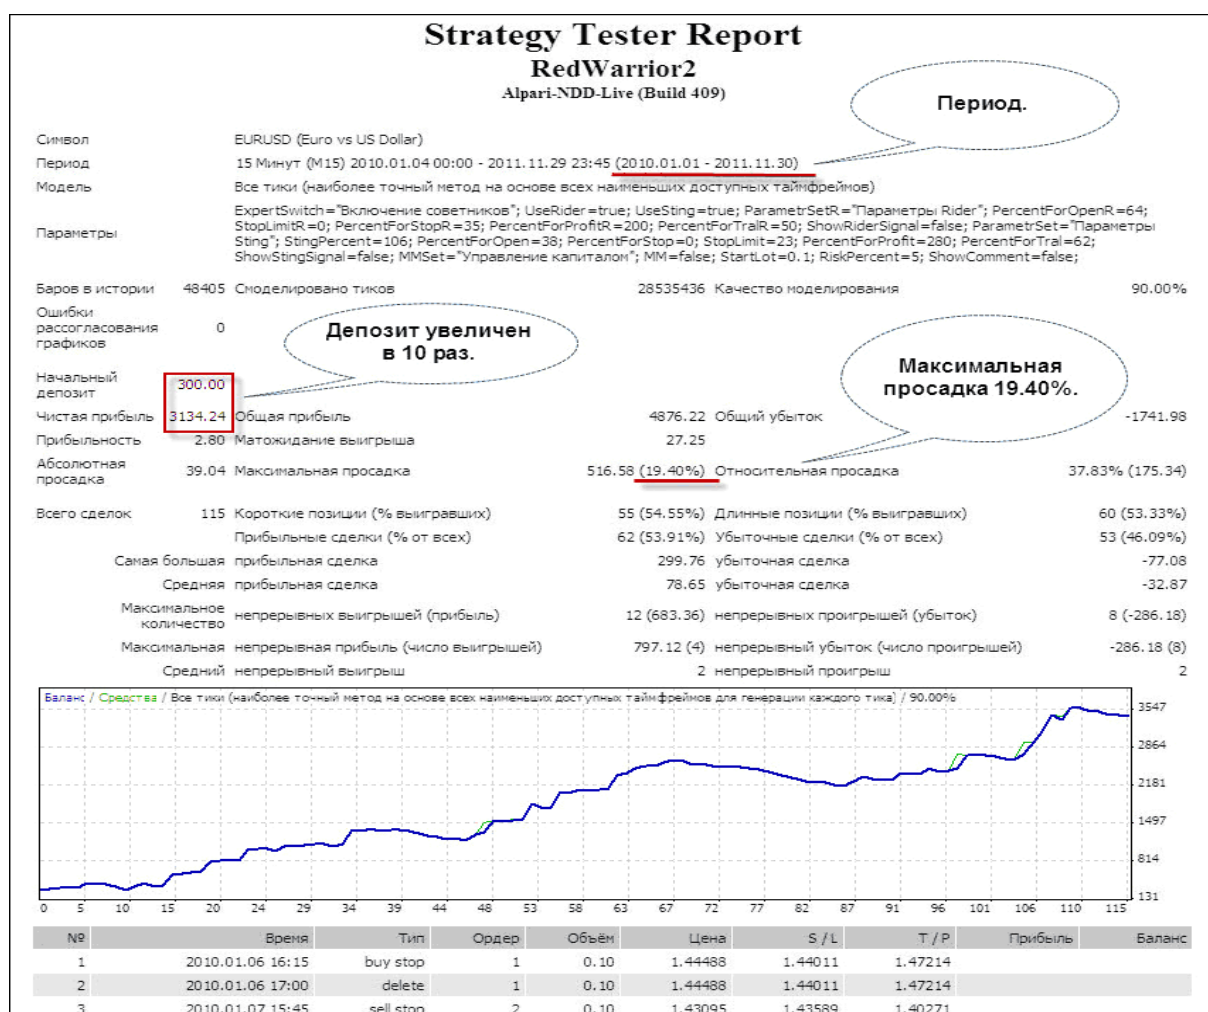 Strategy Tester Report
RedWarrior2
Alpari-NDD-Live (Build 409)
Период.
Символ EURUSD (Euro vs US Dollar)
Период 15 Минут (M15) 2010.01.04 00:00 - 2011.11.29 23:45 (2010.01.01 - 2011.11.30)
Модель Все тики (наиболее точный метод на основе всех наименьших доступных таймфреймов)
Параметры ExpertSwitch="Включение советников"; UseRider=true; UseSting=true; ParametrSetR="Параметры Rider"; PercentForOpenR=64;
StopLimitR=0; PercentForStopR=35; PercentForProfitR=200; PercentForTralR=50; ShowRiderSignal=false; ParametrSet="Параметры
Sting"; StingPercent=106; PercentForOpen=38; PercentForStop=0; StopLimit=23; PercentForProfit=280; PercentForTral=62;
ShowStingSignal=false; MMSet="Управление капиталом"; MM=false; StartLot=0.1; RiskPercent=5; ShowComment=false;
Баров в истории 48405 Смоделировано тиков 28535436 Качество моделирования 90.00%
Ошибки
рассогласования 0
графиков
Депозит увеличен
в 10 раз.
Максимальная
просадка 19.40%.
Начальный
депозит 300.00
Чистая прибыль 3134.24 Общая прибыль 4876.22 Общий убыток -1741.98
Прибыльность 2.80 Матожидание выигрыша 27.25
Абсолютная
просадка 39.04 Максимальная просадка 516.58 (19.40%) Относительная просадка 37.83% (175.34)
Всего сделок 115 Короткие позиции (% выигравших) 55 (54.55%) Длинные позиции (% выигравших) 60 (53.33%)
Прибыльные сделки (% от всех) 62 (53.91%) Убыточные сделки (% от всех) 53 (46.09%)
Самая большая прибыльная сделка 299.76 убыточная сделка -77.08
Средняя прибыльная сделка 78.65 убыточная сделка -32.87
Максимальное
количество непрерывных выигрышей (прибыль) 12 (683.36) непрерывных проигрышей (убыток) 8 (-286.18)
Максимальная непрерывная прибыль (число выигрышей) 797.12 (4) непрерывный убыток (число проигрышей) -286.18 (8)
Средний непрерывный выигрыш 2 непрерывный проигрыш 2
Баланс / Средства / Все тики (наиболее точный метод на основе всех наименьших доступных таймфреймов для генерации каждого тика) / 90.00%
3547
2864
2181
1497
814
131
0 5 10 15 20 24 29 34 39 44 48 53 58 63 67 72 77 82 87 91 96 101 106 110 115
№ Время Тип Ордер Объём Цена S / L T / P Прибыль Баланс
1 2010.01.06 16:15 buy stop 1 0.10 1.44488 1.44011 1.47214
2 2010.01.06 17:00 delete 1 0.10 1.44488 1.44011 1.47214
3 2010.01.07 15:45 sell stop 2 0.10 1.43095 1.43589 1.40271